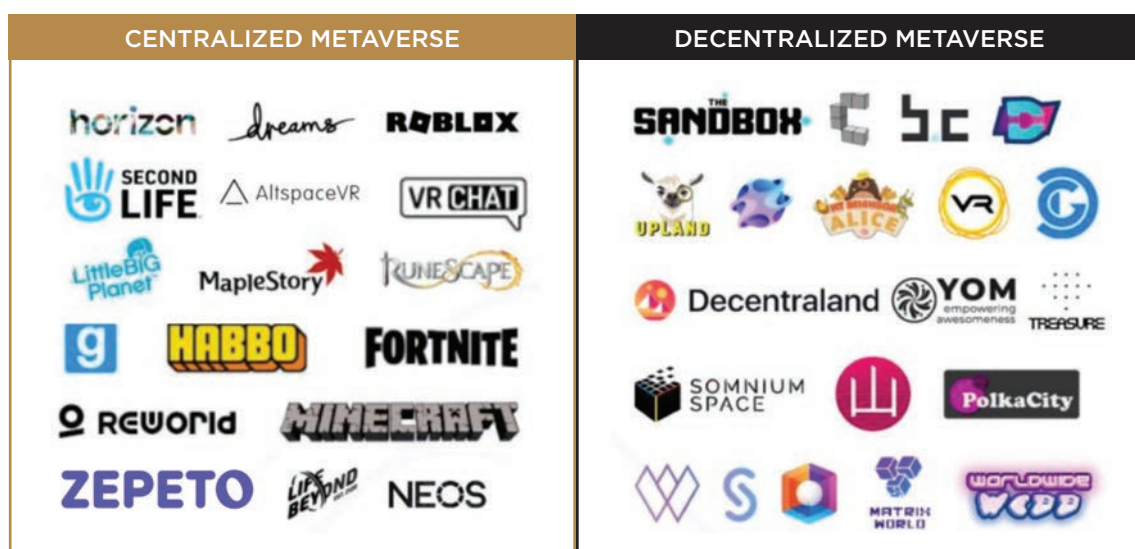 CENTRALIZED METAVERSE
DECENTRALIZED METAVERSE
horizon dreams ROBLOX
SECOND LIFE AltspaceVR VR CHAT
LittleBIG Planet MapleStory RUNESCAPE
g HABBO FORTNITE
REWORLD MINECRAFT
ZEPETO LIFE BEYOND NEOS
THE SANDBOX b.c
UPLAND ALICE VR
Decentraland YOM empowering awesomeness TREASURE
SOMNIUM SPACE PolkaCity
MATRIX WORLD WORLDWIDE WEBB